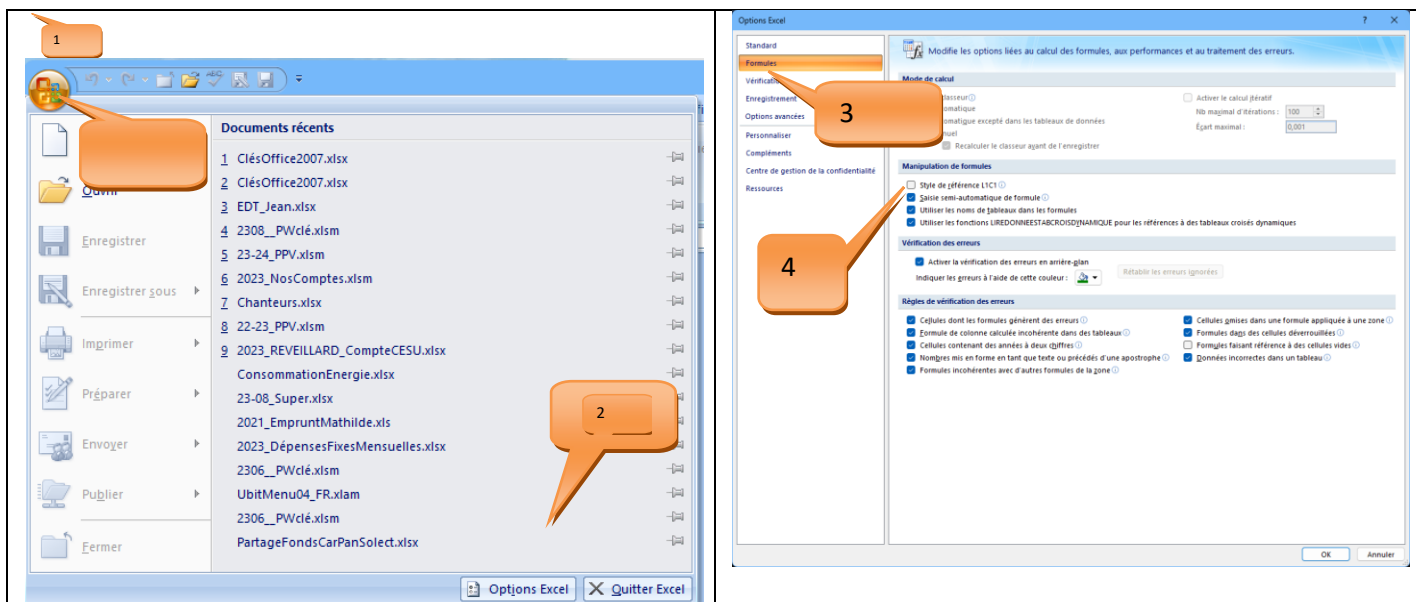 1
Documents récents
1 ClésOffice2007.xlsx
2 ClésOffice2007.xlsx
Ouvrir
3 EDT_Jean.xlsx
4 2308__PWclé.xlsm
Enregistrer
5 23-24_PPV.xlsm
6 2023_NosComptes.xlsm
Enregistrer sous
7 Chanteurs.xlsx
8 22-23_PPV.xlsm
Imprimer
9 2023_REVEILLARD_CompteCESU.xlsx
ConsommationEnergie.xlsx
Préparer
23-08_Super.xlsx
2021_EmpruntMathilde.xls
2
Envoyer
2023_DépensesFixesMensuelles.xlsx
2306__PWclé.xlsm
Publier
UbitMenu04_FR.xlam
2306__PWclé.xlsm
Fermer
PartageFondsCarPanSolect.xlsx
Options Excel
Quitter Excel
Options Excel
Standard
Formules
Vérification
Enregistrement
Options avancées
Personnaliser
Compléments
Centre de gestion de la confidentialité
Ressources
3
4
Modifie les options liées au calcul des formules, aux performances et au traitement des erreurs.
Mode de calcul
Activer le calcul itératif
Nb maximal d'itérations : 100
excepté dans les tableaux de données
Écart maximal : 0,001
Recalculer le classeur avant de l'enregistrer
Manipulation de formules
Style de référence L1C1
Saisie semi-automatique de formule
Utiliser les noms de tableaux dans les formules
Utiliser les fonctions LIREDONNEESTABCROISDYNAMIQUE pour les références à des tableaux croisés dynamiques
Vérification des erreurs
Activer la vérification des erreurs en arrière-plan
Indiquer les erreurs à l'aide de cette couleur :
Rétablir les erreurs ignorées
Règles de vérification des erreurs
Cellules dont les formules génèrent des erreurs
Formule de colonne calculée incohérente dans des tableaux
Cellules contenant des années à deux chiffres
Nombres mis en forme en tant que texte ou précédés d'une apostrophe
Formules incohérentes avec d'autres formules de la zone
Cellules omises dans une formule appliquée à une zone
Formules dans des cellules déverrouillées
Formules faisant référence à des cellules vides
Données incorrectes dans un tableau
OK
Annuler